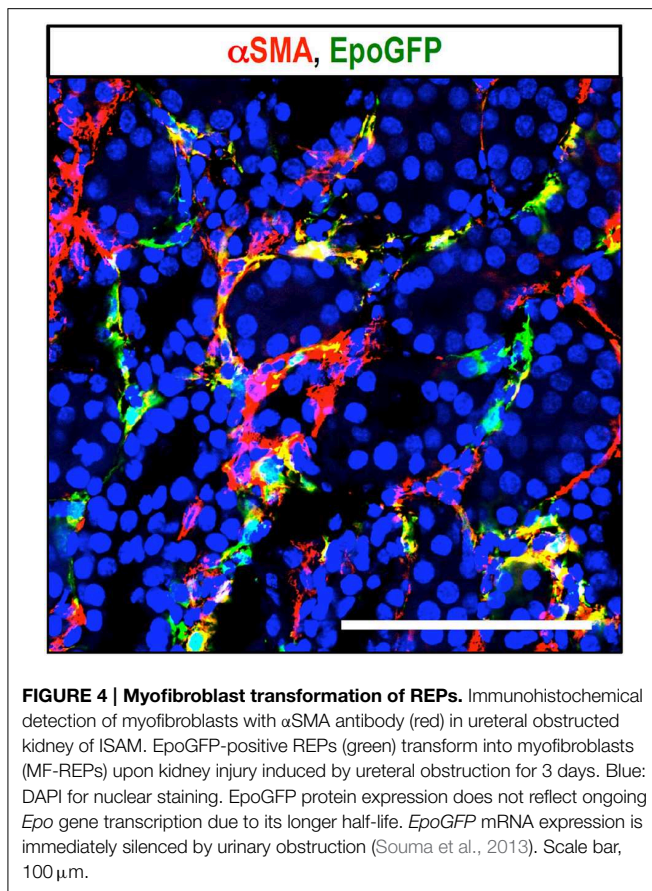 αSMA, EpoGFP
FIGURE 4 | Myofibroblast transformation of REPs. Immunohistochemical
detection of myofibroblasts with αSMA antibody (red) in ureteral obstructed
kidney of ISAM. EpoGFP-positive REPs (green) transform into myofibroblasts
(MF-REPs) upon kidney injury induced by ureteral obstruction for 3 days. Blue:
DAPI for nuclear staining. EpoGFP protein expression does not reflect ongoing
Epo gene transcription due to its longer half-life. EpoGFP mRNA expression is
immediately silenced by urinary obstruction (Souma et al., 2013). Scale bar,
100 μm.